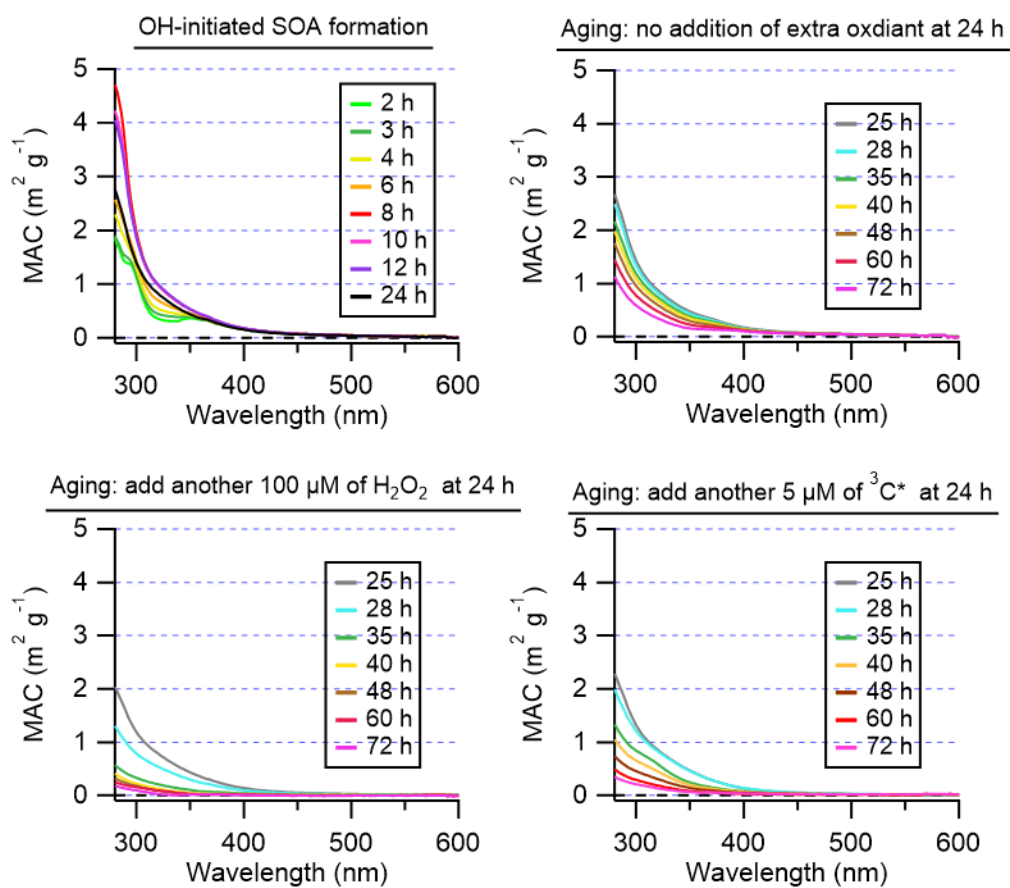 OH-initiated SOA formation
MAC (m² g⁻¹)
5
4
3
2
1
0
2 h
3 h
4 h
6 h
8 h
10 h
12 h
24 h
300
400
500
600
Wavelength (nm)
Aging: no addition of extra oxdiant at 24 h
MAC (m² g⁻¹)
5
4
3
2
1
0
25 h
28 h
35 h
40 h
48 h
60 h
72 h
300
400
500
600
Wavelength (nm)
Aging: add another 100 µM of H₂O₂ at 24 h
MAC (m² g⁻¹)
5
4
3
2
1
0
25 h
28 h
35 h
40 h
48 h
60 h
72 h
300
400
500
600
Wavelength (nm)
Aging: add another 5 µM of ³C* at 24 h
MAC (m² g⁻¹)
5
4
3
2
1
0
25 h
28 h
35 h
40 h
48 h
60 h
72 h
300
400
500
600
Wavelength (nm)